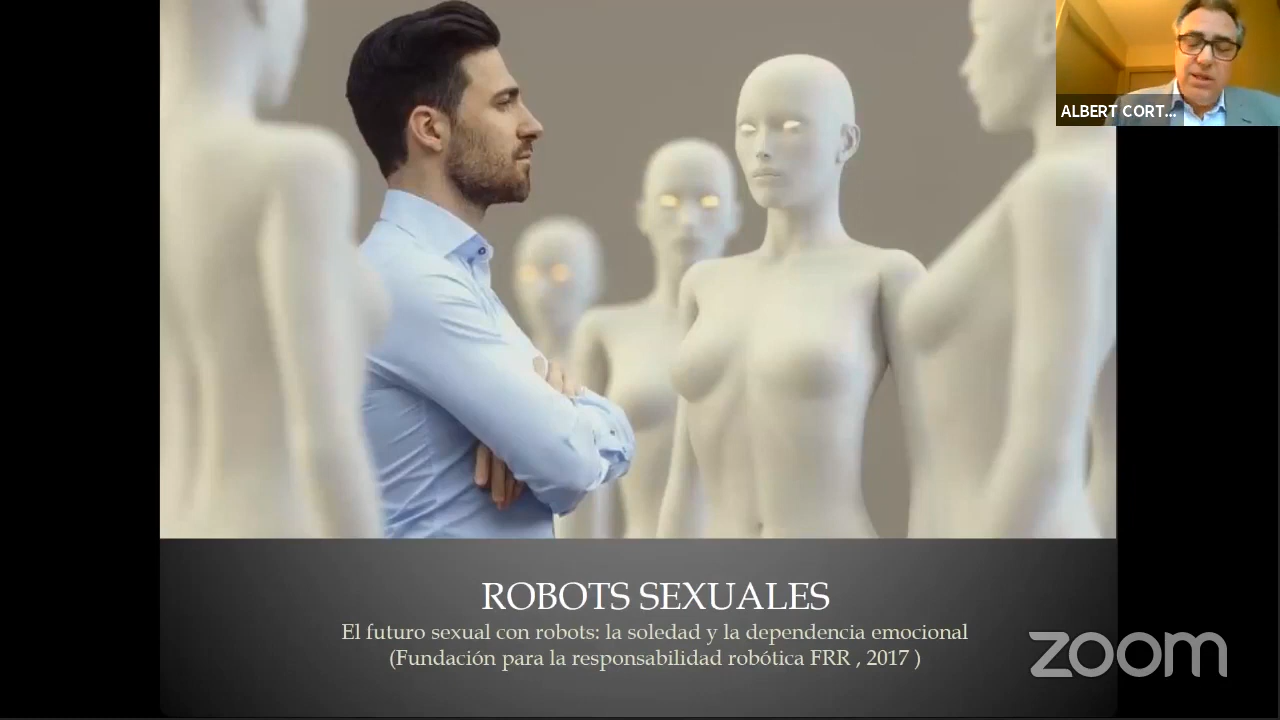 ALBERT CORT...
ROBOTS SEXUALES
El futuro sexual con robots: la soledad y la dependencia emocional
(Fundación para la responsabilidad robótica FRR , 2017 )
zoom